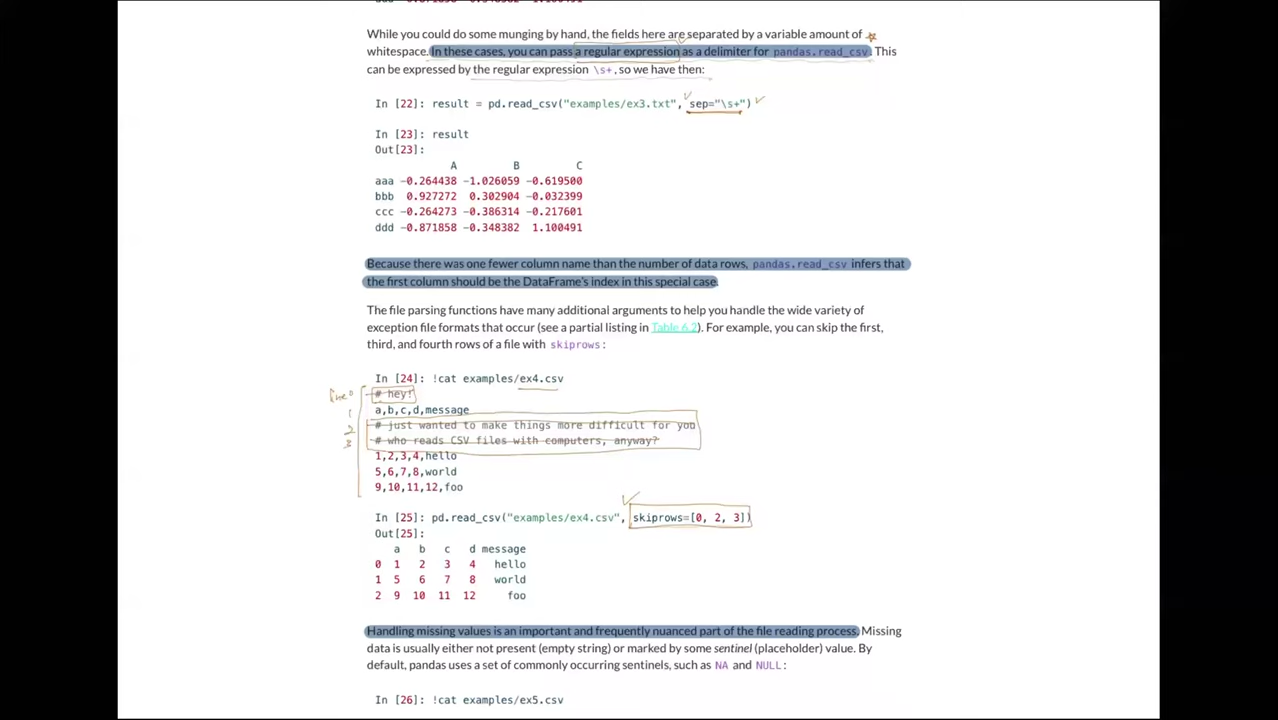 While you could do some munging by hand, the fields here are separated by a variable amount of
whitespace. In these cases, you can pass a regular expression as a delimiter for pandas.read_csv. This
can be expressed by the regular expression \s+, so we have then:
In [22]: result = pd.read_csv("examples/ex3.txt", sep="\s+")
In [23]: result
Out[23]:
A B C
aaa -0.264438 -1.026059 -0.619500
bbb 0.927272 0.302904 -0.032399
ccc -0.264273 -0.386314 -0.217601
ddd -0.871858 -0.348382 1.100491
Because there was one fewer column name than the number of data rows, pandas.read_csv infers that
the first column should be the DataFrame's index in this special case.
The file parsing functions have many additional arguments to help you handle the wide variety of
exception file formats that occur (see a partial listing in Table 6.2). For example, you can skip the first,
third, and fourth rows of a file with skiprows:
In [24]: !cat examples/ex4.csv
line 0 # hey!
1 a,b,c,d,message
2 # just wanted to make things more difficult for you
3 # who reads CSV files with computers, anyway?
1,2,3,4,hello
5,6,7,8,world
9,10,11,12,foo
In [25]: pd.read_csv("examples/ex4.csv", skiprows=[0, 2, 3])
Out[25]:
a b c d message
0 1 2 3 4 hello
1 5 6 7 8 world
2 9 10 11 12 foo
Handling missing values is an important and frequently nuanced part of the file reading process. Missing
data is usually either not present (empty string) or marked by some sentinel (placeholder) value. By
default, pandas uses a set of commonly occurring sentinels, such as NA and NULL:
In [26]: !cat examples/ex5.csv